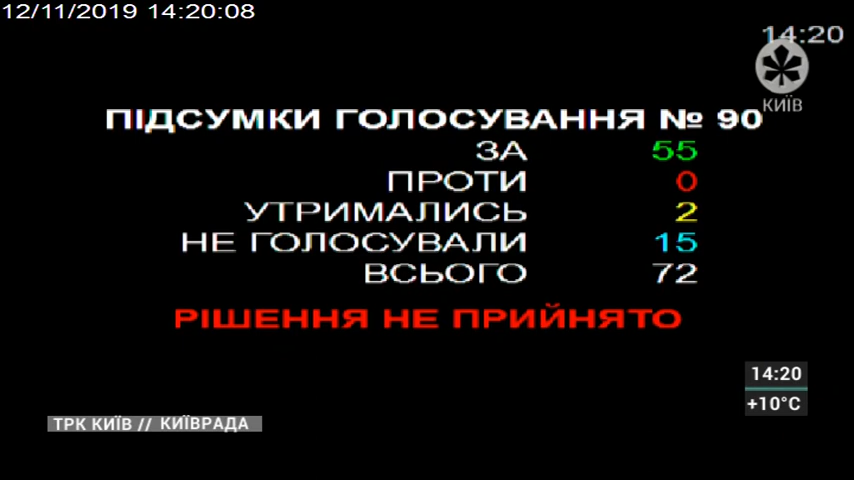 12/11/2019 14:20:08
14:20
КИЇВ
ПІДСУМКИ ГОЛОСУВАННЯ № 90
ЗА 55
ПРОТИ 0
УТРИМАЛИСЬ 2
НЕ ГОЛОСУВАЛИ 15
ВСЬОГО 72
РІШЕННЯ НЕ ПРИЙНЯТО
14:20
+10°C
ТРК КИЇВ // КИЇВРАДА